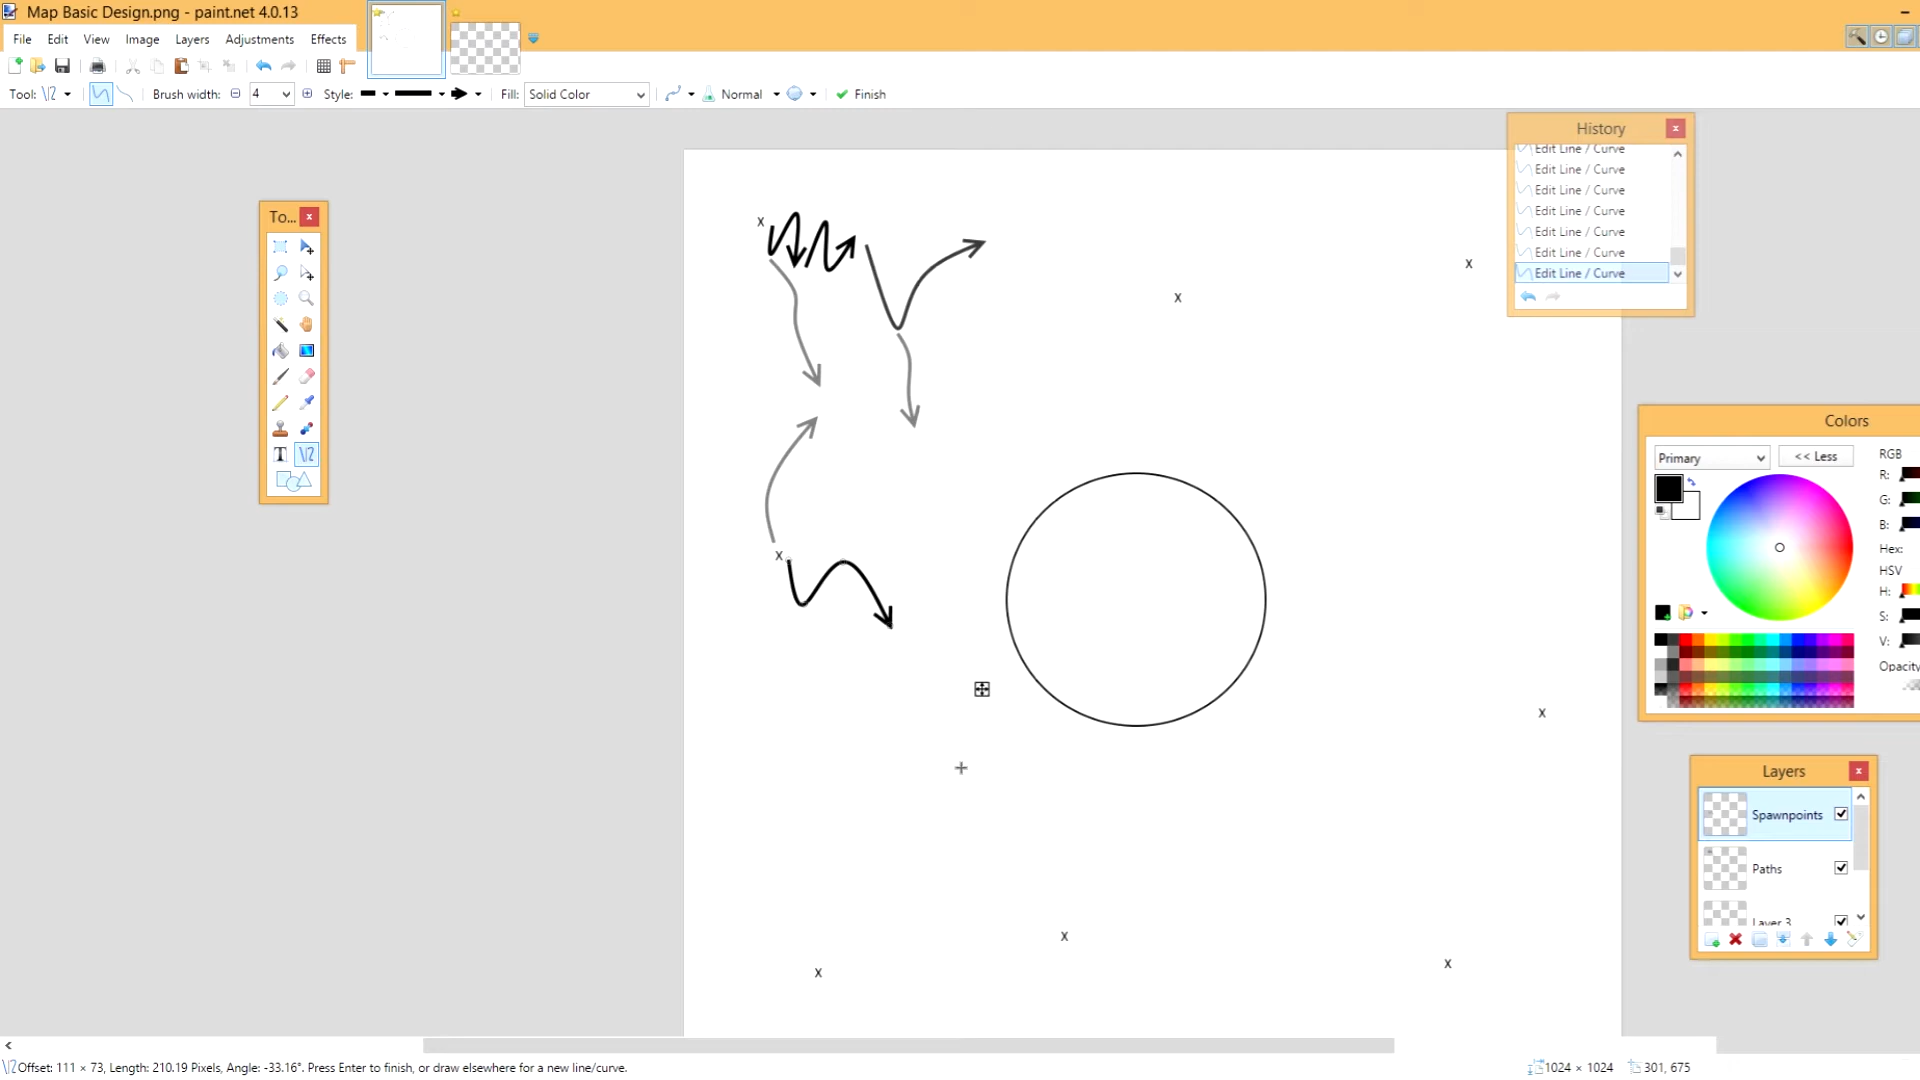 Map Basic Design.png - paint.net 4.0.13
File Edit View Image Layers Adjustments Effects
Tool: Brush width: 4 Style: Fill: Solid Color Normal Finish
History
Edit Line / Curve
Edit Line / Curve
Edit Line / Curve
Edit Line / Curve
Edit Line / Curve
Edit Line / Curve
Edit Line / Curve
To...
T
x
x
x
x
x
x
x
x
Colors
Primary
<< Less
RGB
R:
G:
B:
Hex:
HSV
H:
S:
V:
Opacity
Layers
Spawnpoints
Paths
Layer 3
Offset: 111 × 73, Length: 210.19 Pixels, Angle: -33.16°. Press Enter to finish, or draw elsewhere for a new line/curve.
1024 × 1024
301, 675